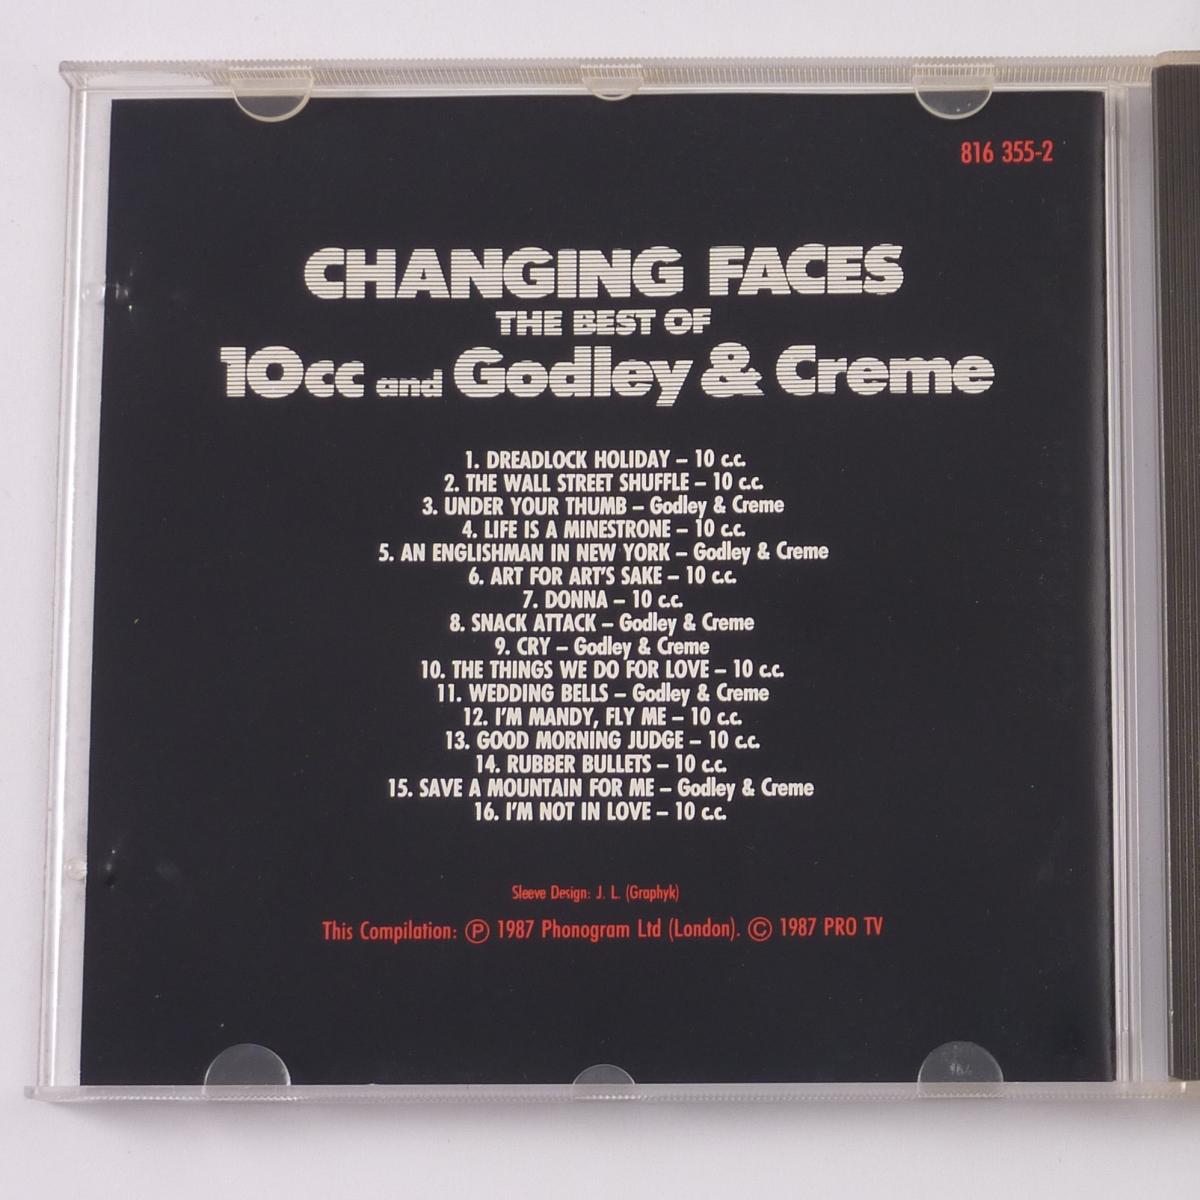 816 355-2
CHANGING FACES
THE BEST OF
10cc and Godley & Creme
1. DREADLOCK HOLIDAY – 10 c.c.
2. THE WALL STREET SHUFFLE – 10 c.c.
3. UNDER YOUR THUMB – Godley & Creme
4. LIFE IS A MINESTRONE – 10 c.c.
5. AN ENGLISHMAN IN NEW YORK – Godley & Creme
6. ART FOR ART'S SAKE – 10 c.c.
7. DONNA – 10 c.c.
8. SNACK ATTACK – Godley & Creme
9. CRY – Godley & Creme
10. THE THINGS WE DO FOR LOVE – 10 c.c.
11. WEDDING BELLS – Godley & Creme
12. I'M MANDY, FLY ME – 10 c.c.
13. GOOD MORNING JUDGE – 10 c.c.
14. RUBBER BULLETS – 10 c.c.
15. SAVE A MOUNTAIN FOR ME – Godley & Creme
16. I'M NOT IN LOVE – 10 c.c.
Sleeve Design: J. L. (Graphyk)
This Compilation: Ⓟ 1987 Phonogram Ltd (London). © 1987 PRO TV